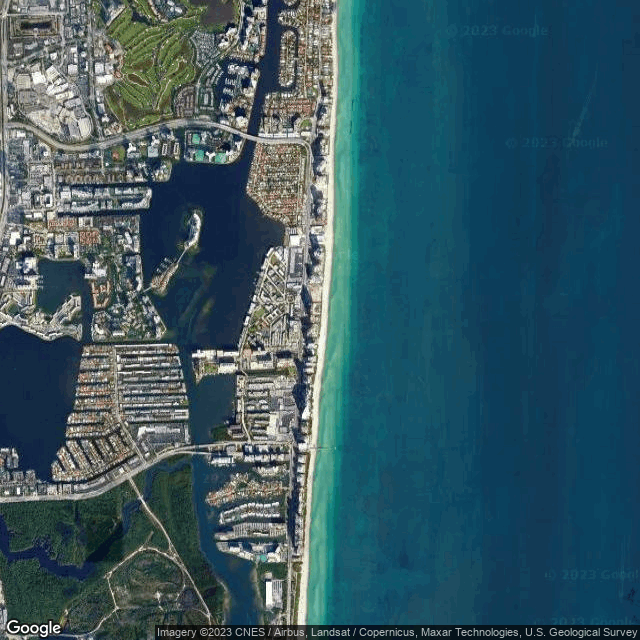 © 2023 Google
© 2023 Google
© 2023 Google
Google
Imagery ©2023 CNES / Airbus, Landsat / Copernicus, Maxar Technologies, U.S. Geological Survey